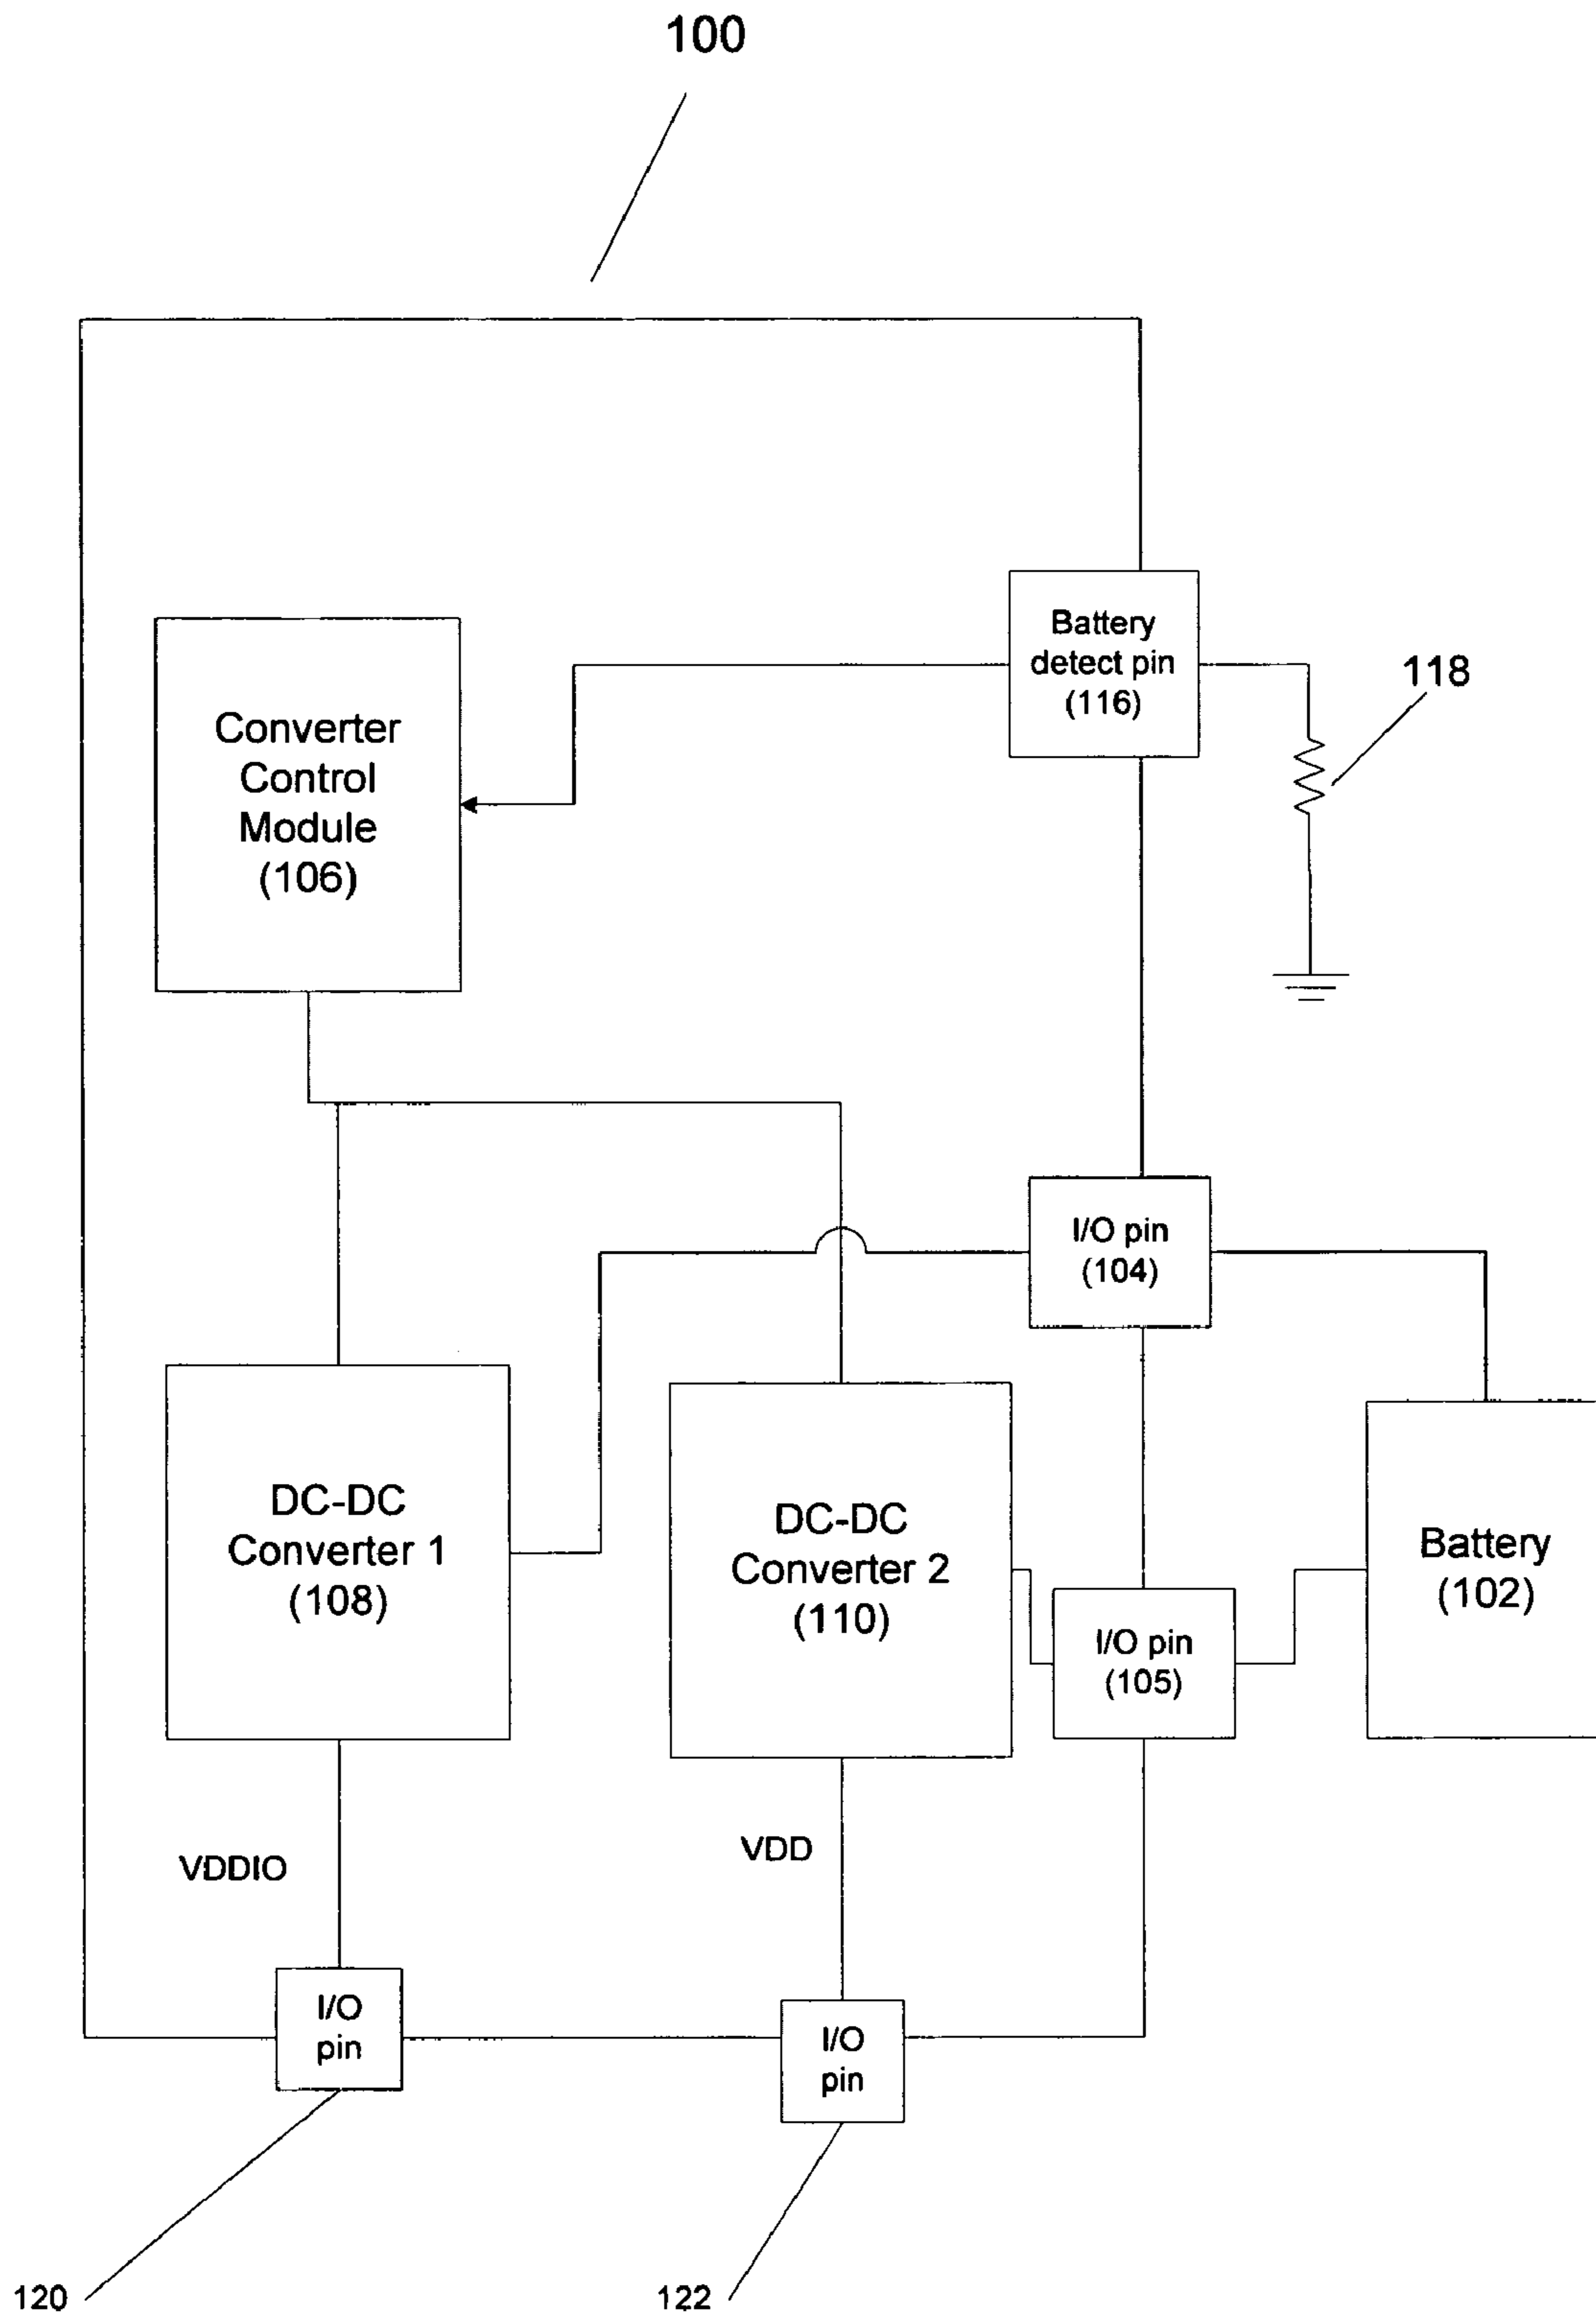 100
Battery
detect pin
(116)
118
Converter
Control
Module
(106)
I/O pin
(104)
DC-DC
Converter 1
(108)
DC-DC
Converter 2
(110)
I/O pin
(105)
Battery
(102)
VDDIO
VDD
I/O
pin
I/O
pin
120
122